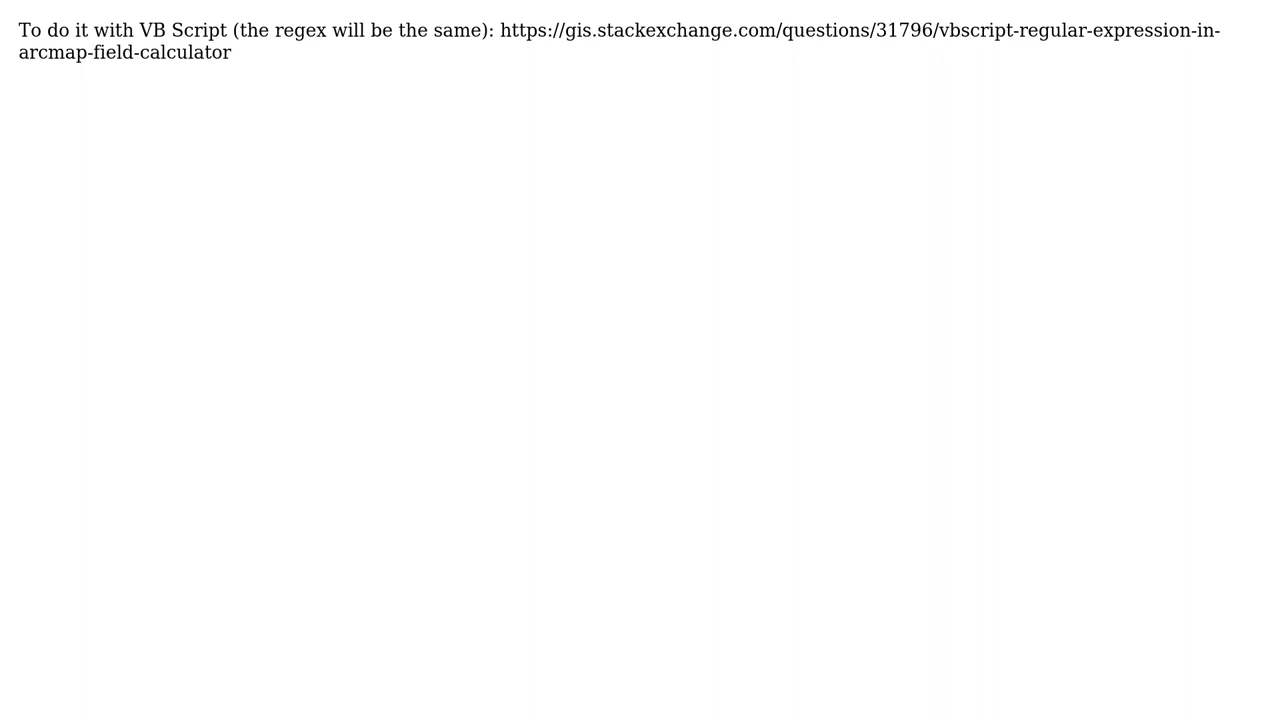 To do it with VB Script (the regex will be the same): https://gis.stackexchange.com/questions/31796/vbscript-regular-expression-in-
arcmap-field-calculator